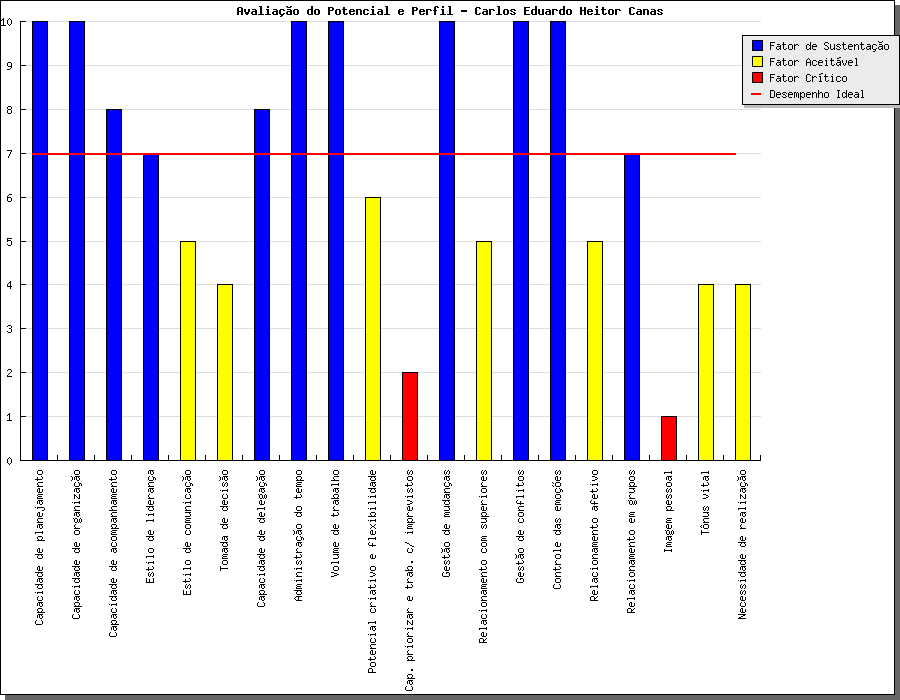 Avaliação do Potencial e Perfil - Carlos Eduardo Heitor Canas
Fator de Sustentação
Fator Aceitável
Fator Crítico
Desempenho Ideal
10
9
8
7
6
5
4
3
2
1
0
Capacidade de planejamento
Capacidade de organização
Capacidade de acompanhamento
Estilo de liderança
Estilo de comunicação
Tomada de decisão
Capacidade de delegação
Administração do tempo
Volume de trabalho
Potencial criativo e flexibilidade
Cap. priorizar e trab. c/ imprevistos
Gestão de mudanças
Relacionamento com superiores
Gestão de conflitos
Controle das emoções
Relacionamento afetivo
Relacionamento em grupos
Imagem pessoal
Tônus vital
Necessidade de realização